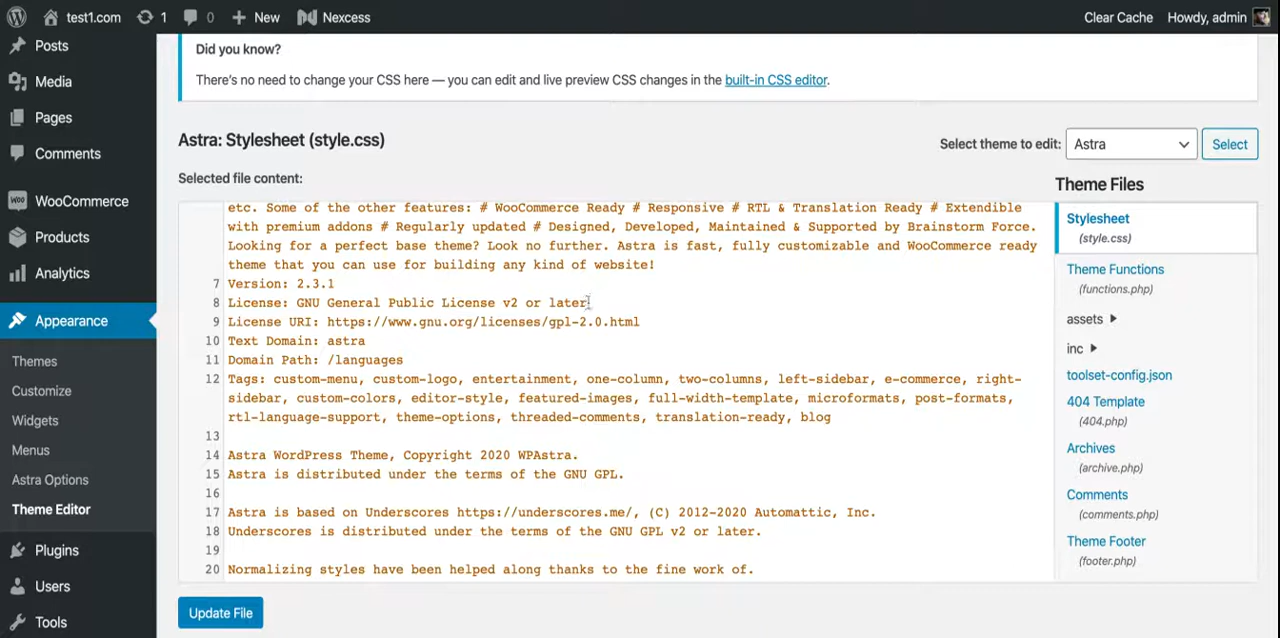 test1.com 1 0 New Nexcess Clear Cache Howdy, admin
Posts
Media
Pages
Comments
WooCommerce
Products
Analytics
Appearance
Themes
Customize
Widgets
Menus
Astra Options
Theme Editor
Plugins
Users
Tools
Did you know?
There's no need to change your CSS here — you can edit and live preview CSS changes in the built-in CSS editor.
Astra: Stylesheet (style.css)
Select theme to edit: Astra Select
Selected file content:
etc. Some of the other features: # WooCommerce Ready # Responsive # RTL & Translation Ready # Extendible
with premium addons # Regularly updated # Designed, Developed, Maintained & Supported by Brainstorm Force.
Looking for a perfect base theme? Look no further. Astra is fast, fully customizable and WooCommerce ready
theme that you can use for building any kind of website!
7 Version: 2.3.1
8 License: GNU General Public License v2 or later
9 License URI: https://www.gnu.org/licenses/gpl-2.0.html
10 Text Domain: astra
11 Domain Path: /languages
12 Tags: custom-menu, custom-logo, entertainment, one-column, two-columns, left-sidebar, e-commerce, right-
sidebar, custom-colors, editor-style, featured-images, full-width-template, microformats, post-formats,
rtl-language-support, theme-options, threaded-comments, translation-ready, blog
13
14 Astra WordPress Theme, Copyright 2020 WPAstra.
15 Astra is distributed under the terms of the GNU GPL.
16
17 Astra is based on Underscores https://underscores.me/, (C) 2012-2020 Automattic, Inc.
18 Underscores is distributed under the terms of the GNU GPL v2 or later.
19
20 Normalizing styles have been helped along thanks to the fine work of.
Update File
Theme Files
Stylesheet
(style.css)
Theme Functions
(functions.php)
assets
inc
toolset-config.json
404 Template
(404.php)
Archives
(archive.php)
Comments
(comments.php)
Theme Footer
(footer.php)